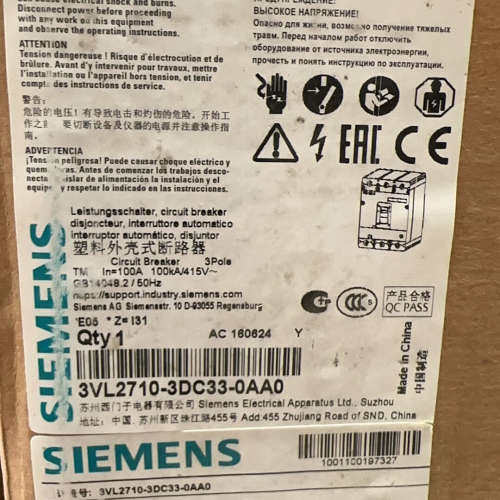 cause electrical shock and burns.
Disconnect power before proceeding
with any work on this equipment
and observe the operating instructions.
ATTENTION
Tension dangereuse ! Risque d'électrocution et de
brûlure. Avant d'y intervenir pour travaux, mettre
l'installation ou l'appareil hors tension, et tenir
compte des instructions de service.
警告:
危险的电压!有导致电击和灼伤的危险。开始工
作之前 要切断设备及仪器的电源并注意操作指
南。
ADVERTENCIA
¡Tensión peligrosa! Puede causar choque eléctrico y
quemaduras. Antes de comenzar los trabajos desco-
nectar y aislar de alimentación la instalación y el
equipo y respetar lo indicado en las instrucciones.
ВЫСОКОЕ НАПРЯЖЕНИЕ!
Опасно для жизни, возможно получение тяжелых
травм. Перед началом работ отключить
оборудование от источника электроэнергии,
прочесть и понять инструкцию по эксплуатации.
EAC CE
SIEMENS
Leistungsschalter, circuit breaker
disjoncteur, interruttore automatico
interruptor automático, disjuntor
塑料外壳式断路器
Circuit Breaker 3Pole
TM In=100A 100kA/415V~
GB14048.2 / 50Hz
https://support.industry.siemens.com
Siemens AG Siemensstr. 10 D-93055 Regensburg
*E05 * Z= I31
Qty 1
AC 160624 Y
CCC
产品合格
QC PASS
3VL2710-3DC33-0AA0
苏州西门子电器有限公司 Siemens Electrical Apparatus Ltd., Suzhou
地址: 中国.苏州新区珠江路455号 Add:455 Zhujiang Road of SND, China
Made in China
中国制造
SIEMENS
1001100197327
号: 3VL2710-3DC33-0AA0